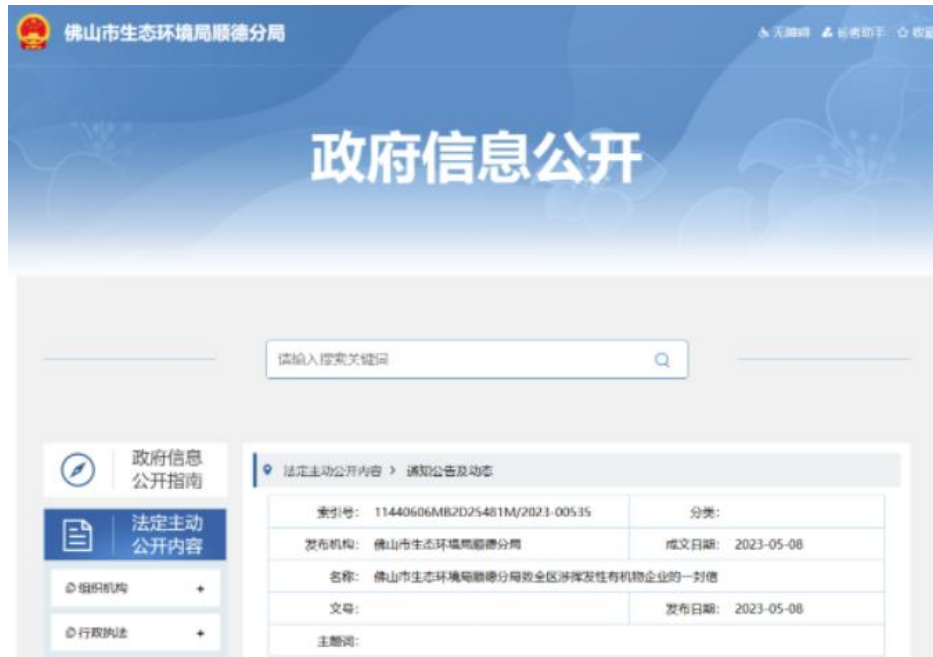 佛山市生态环境局顺德分局
无障碍 长者助手 收藏
政府信息公开
请输入搜索关键词
政府信息
公开指南
法定主动公开内容 > 通知公告及动态
法定主动
公开内容
索引号: 11440606MB2D25481M/2023-00535 分类:
发布机构: 佛山市生态环境局顺德分局 成文日期: 2023-05-08
名称: 佛山市生态环境局顺德分局致全区涉挥发性有机物企业的一封信
组织机构 +
文号: 发布日期: 2023-05-08
行政执法 +
主题词: